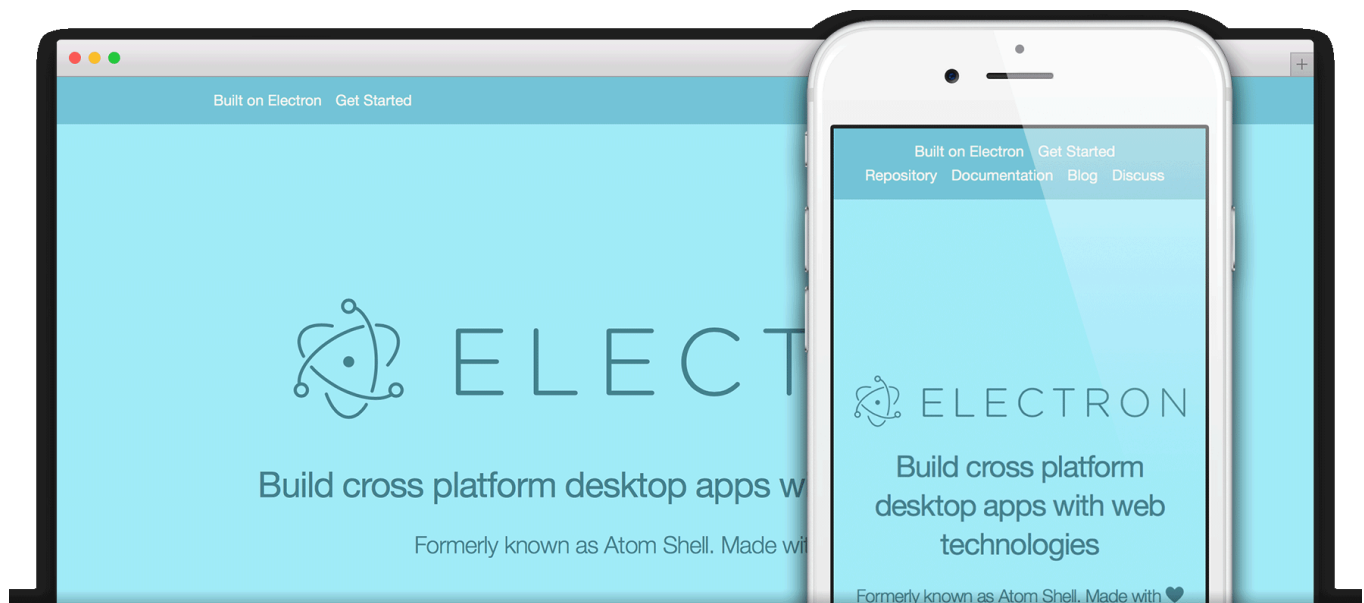 Built on Electron Get Started
ELECT
Build cross platform desktop apps w
Formerly known as Atom Shell. Made wit
Built on Electron Get Started
Repository Documentation Blog Discuss
ELECTRON
Build cross platform
desktop apps with web
technologies
Formerly known as Atom Shell. Made with